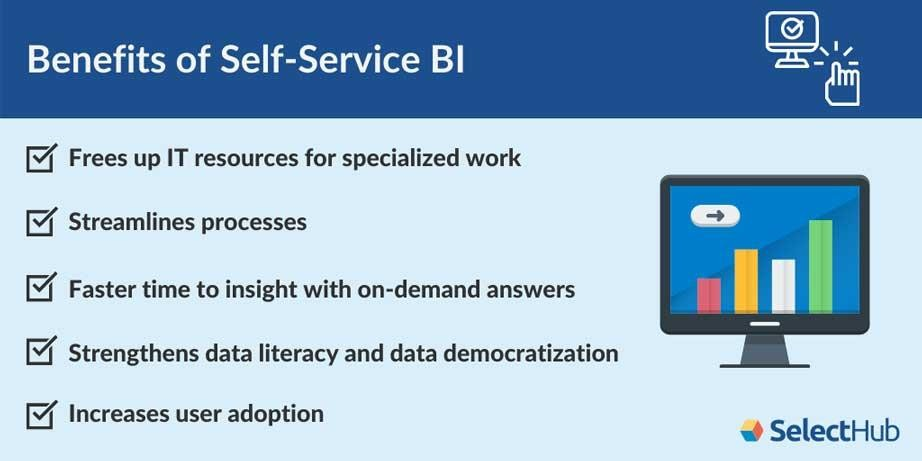 Benefits of Self-Service BI
Frees up IT resources for specialized work
Streamlines processes
Faster time to insight with on-demand answers
Strengthens data literacy and data democratization
Increases user adoption
SelectHub